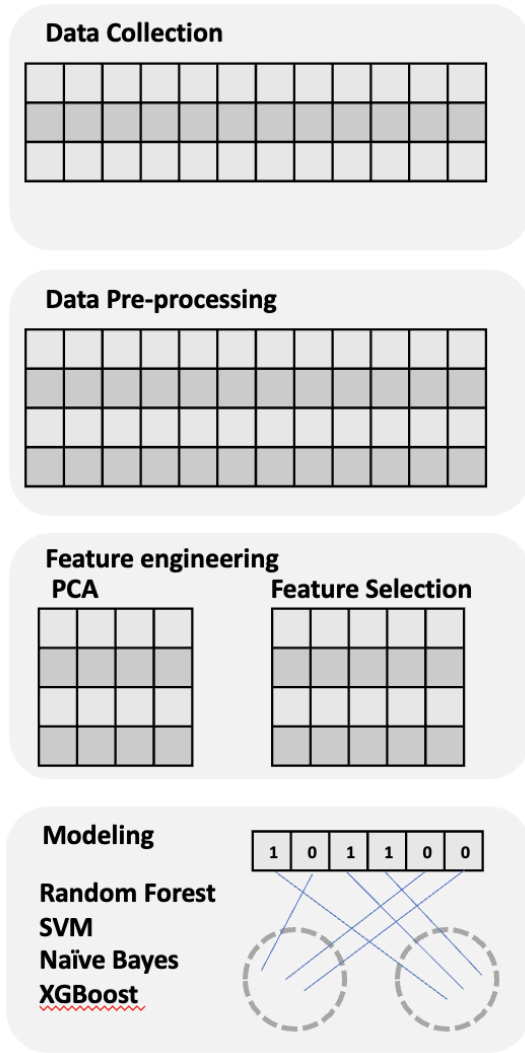 Data Collection
Data Pre-processing
Feature engineering
PCA
Feature Selection
Modeling
1 0 1 1 0 0
Random Forest
SVM
Naïve Bayes
XGBoost